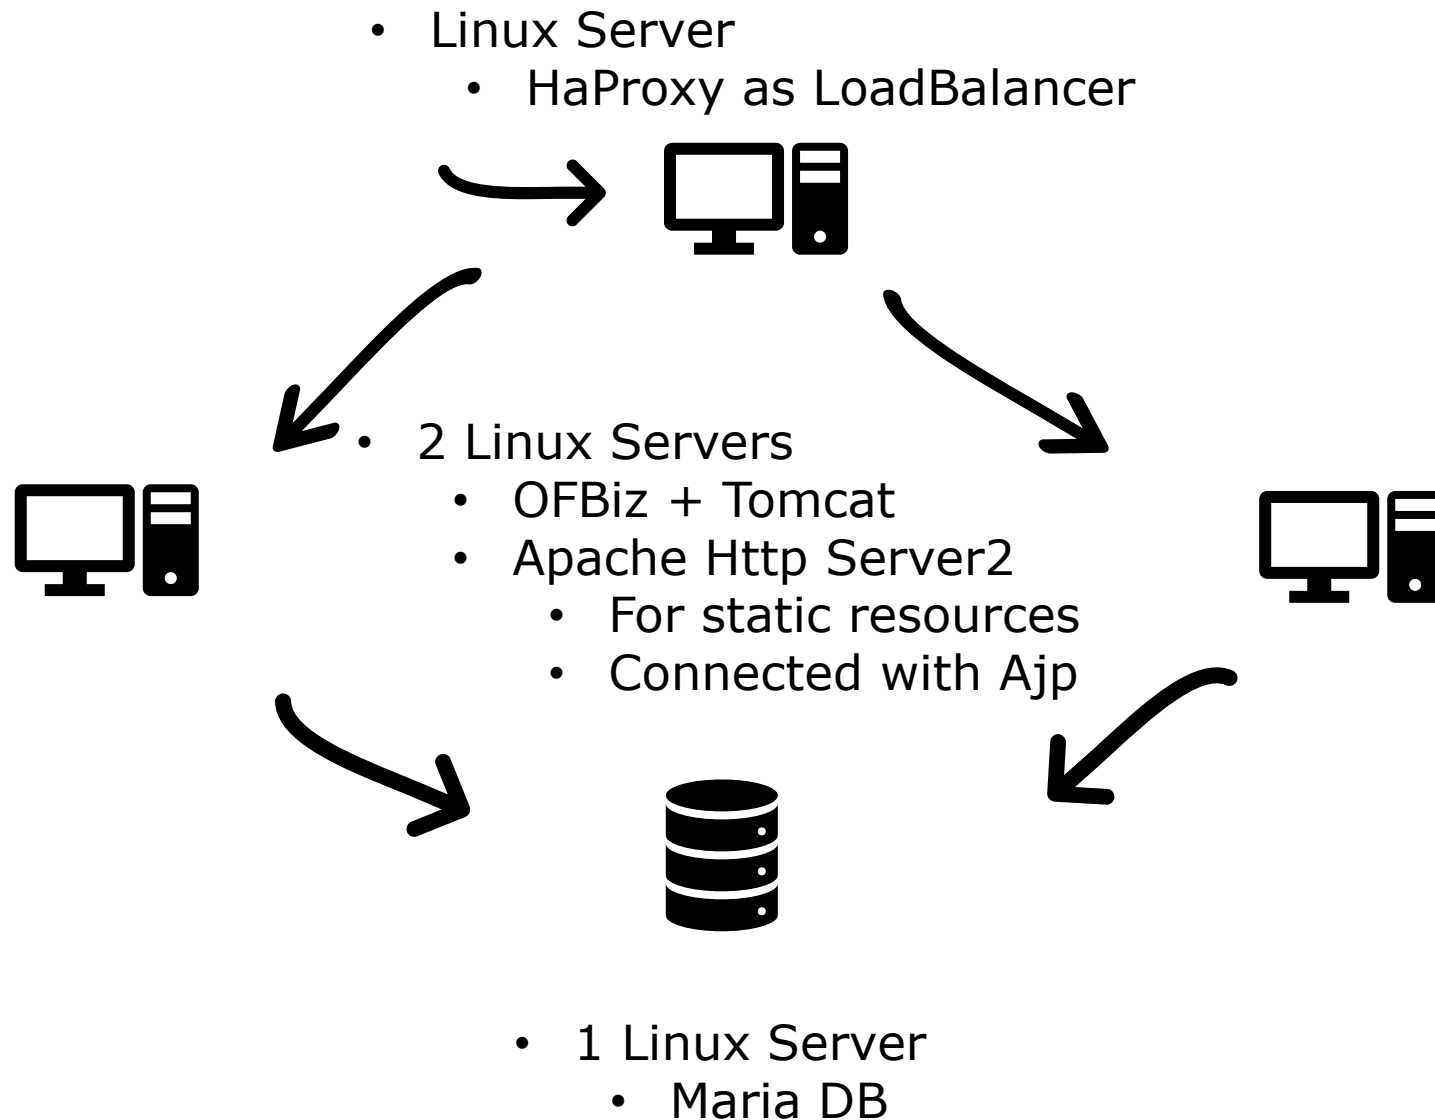 • Linux Server
• HaProxy as LoadBalancer
• 2 Linux Servers
• OFBiz + Tomcat
• Apache Http Server2
• For static resources
• Connected with Ajp
• 1 Linux Server
• Maria DB